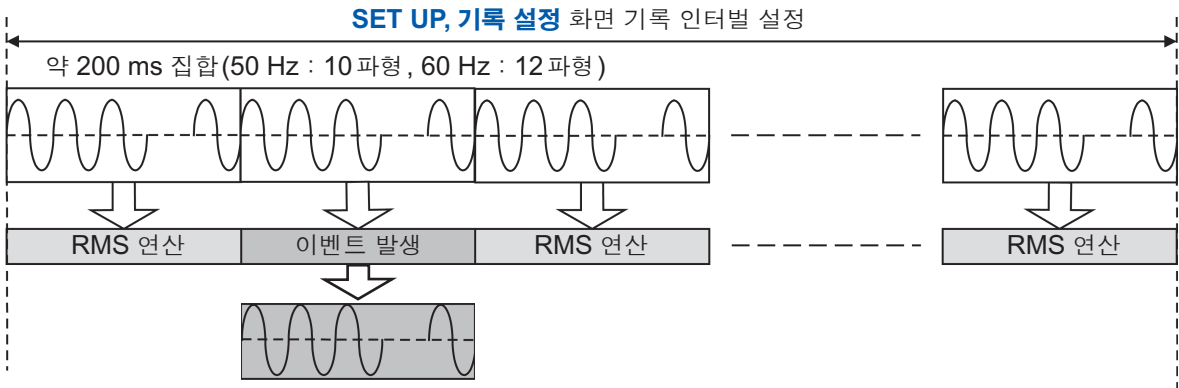 SET UP, 기록 설정 화면 기록 인터벌 설정
약 200 ms 집합(50 Hz : 10 파형, 60 Hz : 12 파형)
RMS 연산 이벤트 발생 RMS 연산 RMS 연산